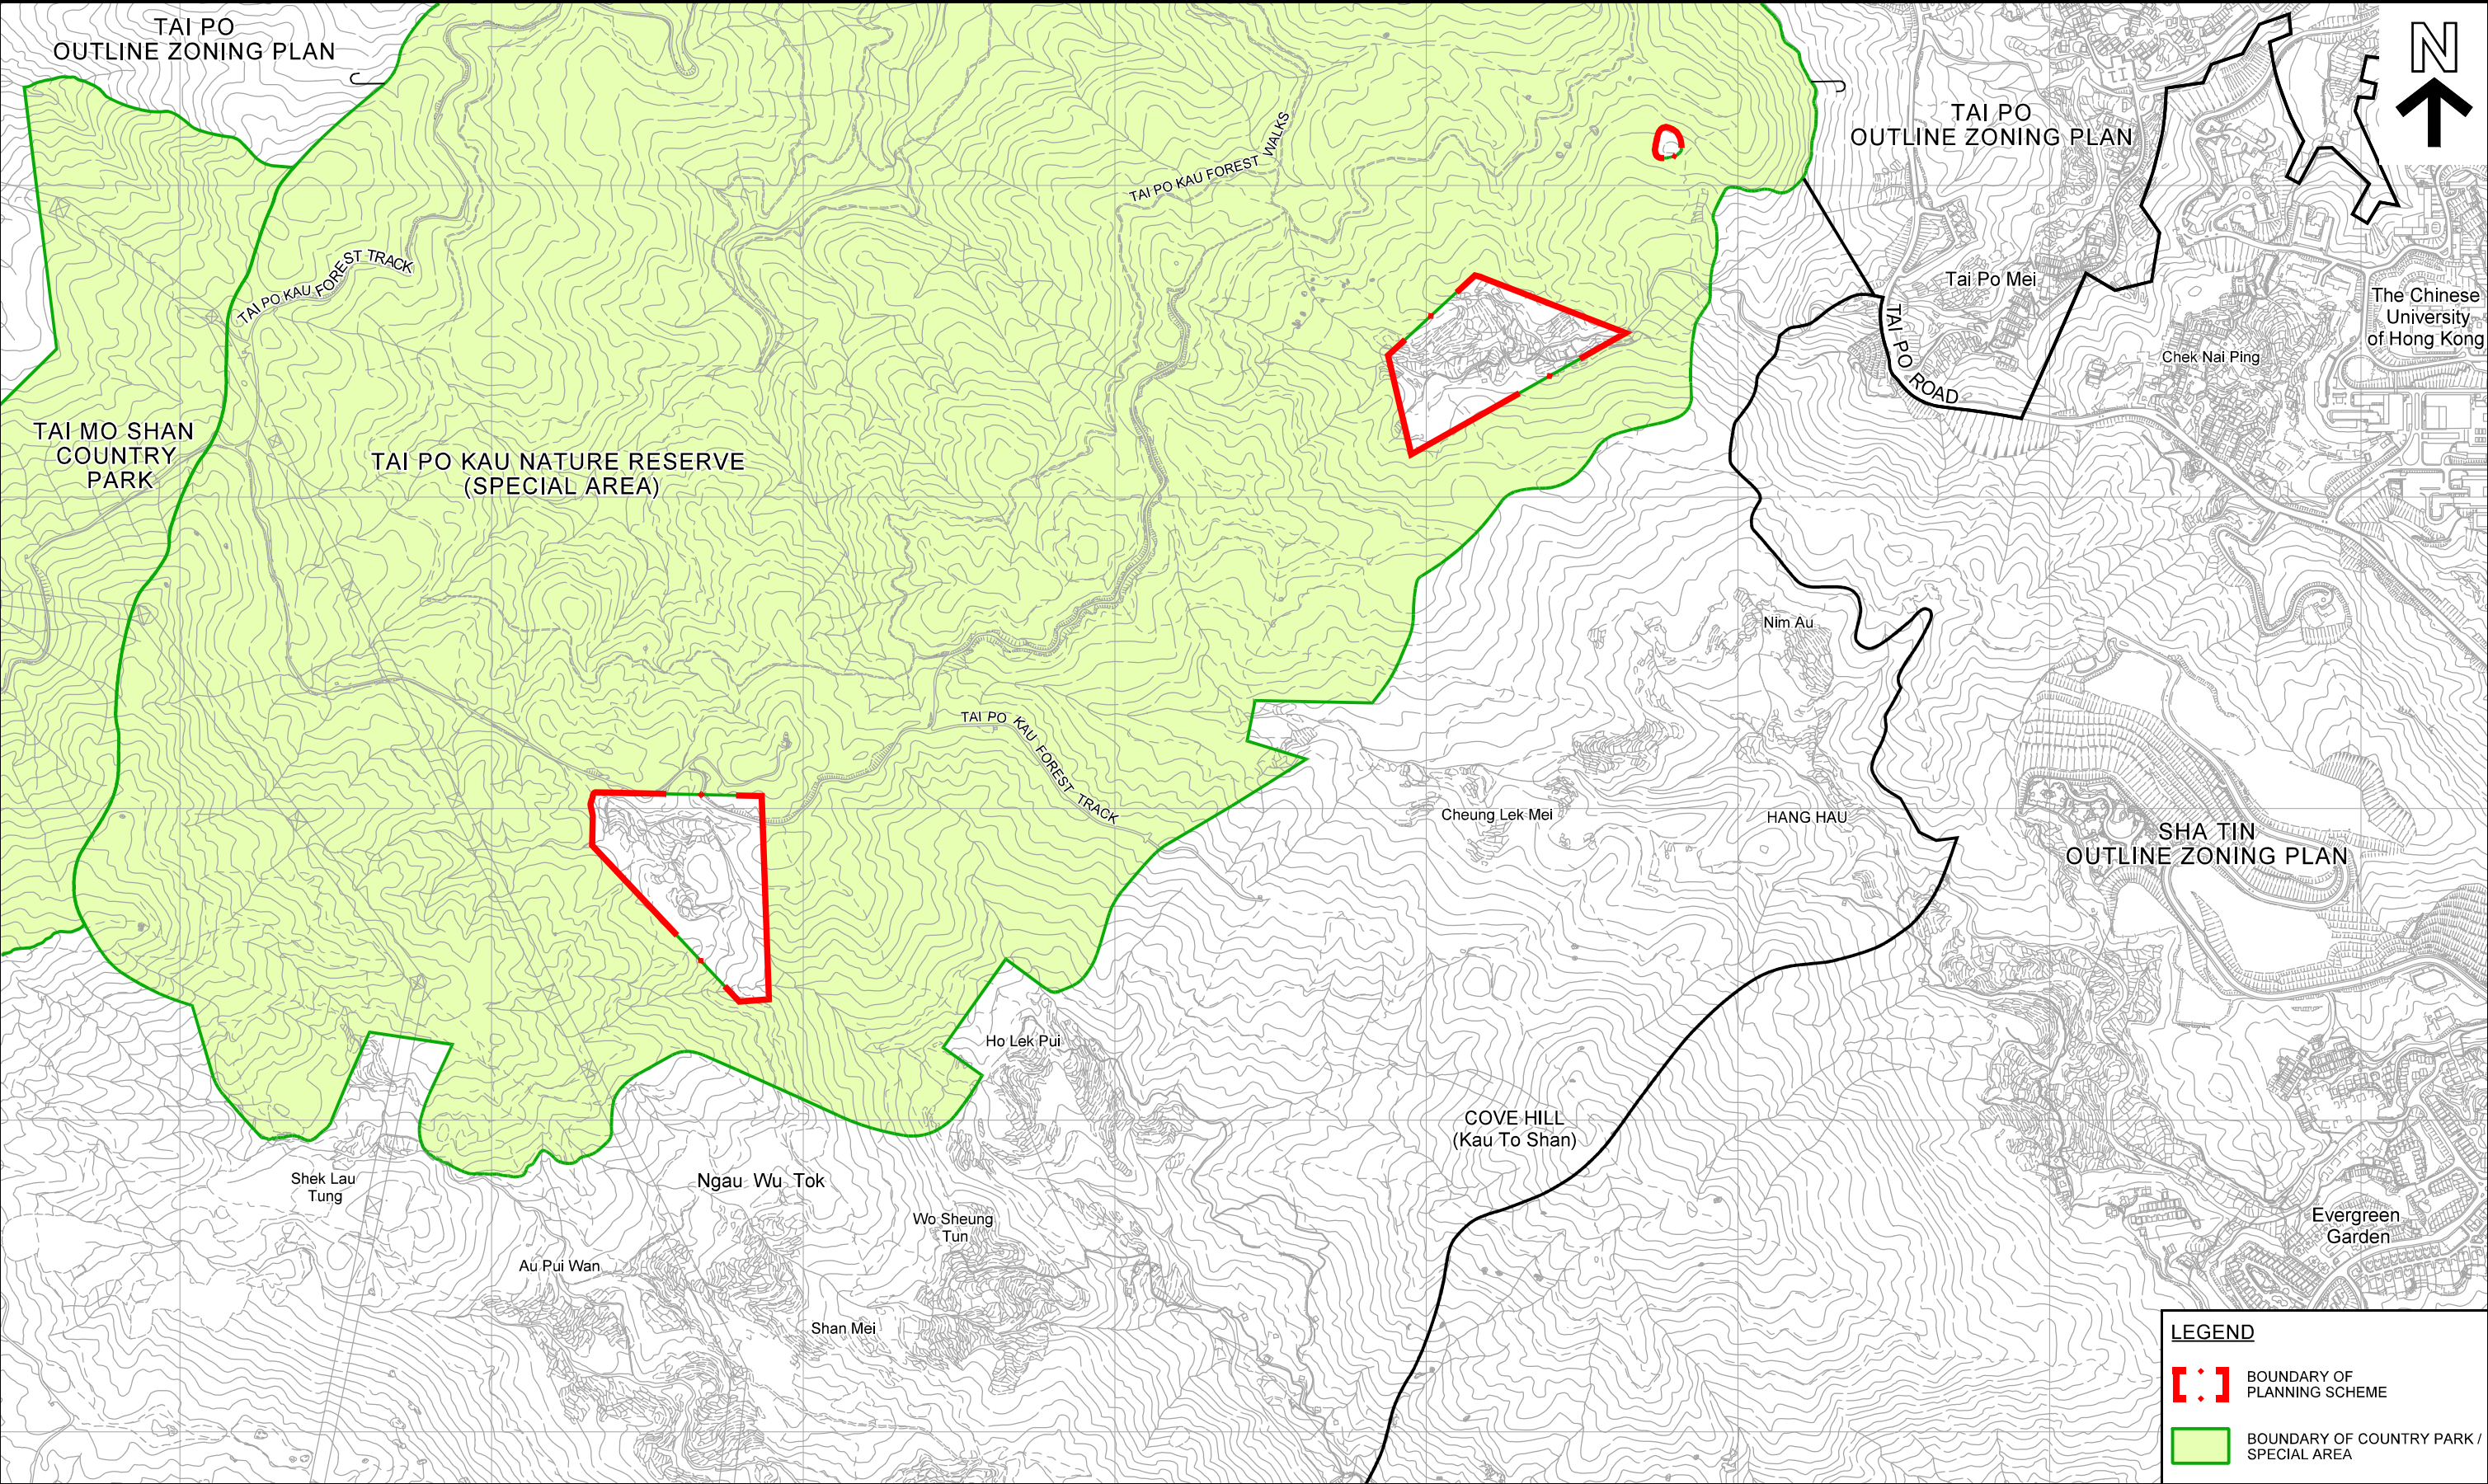 TAI PO
OUTLINE ZONING PLAN
N
TAI PO
OUTLINE ZONING PLAN
TAI PO KAU FOREST WALKS
TAI PO KAU FOREST TRACK
Tai Po Mei
The Chinese
University
of Hong Kong
TAI PO ROAD
Chek Nai Ping
TAI MO SHAN
COUNTRY
PARK
TAI PO KAU NATURE RESERVE
(SPECIAL AREA)
Nim Au
TAI PO KAU FOREST TRACK
Cheung Lek Mei
HANG HAU
SHA TIN
OUTLINE ZONING PLAN
Ho Lek Pui
COVE HILL
(Kau To Shan)
Shek Lau
Tung
Ngau Wu Tok
Wo Sheung
Tun
Evergreen
Garden
Au Pui Wan
Shan Mei
LEGEND
BOUNDARY OF
PLANNING SCHEME
BOUNDARY OF COUNTRY PARK /
SPECIAL AREA